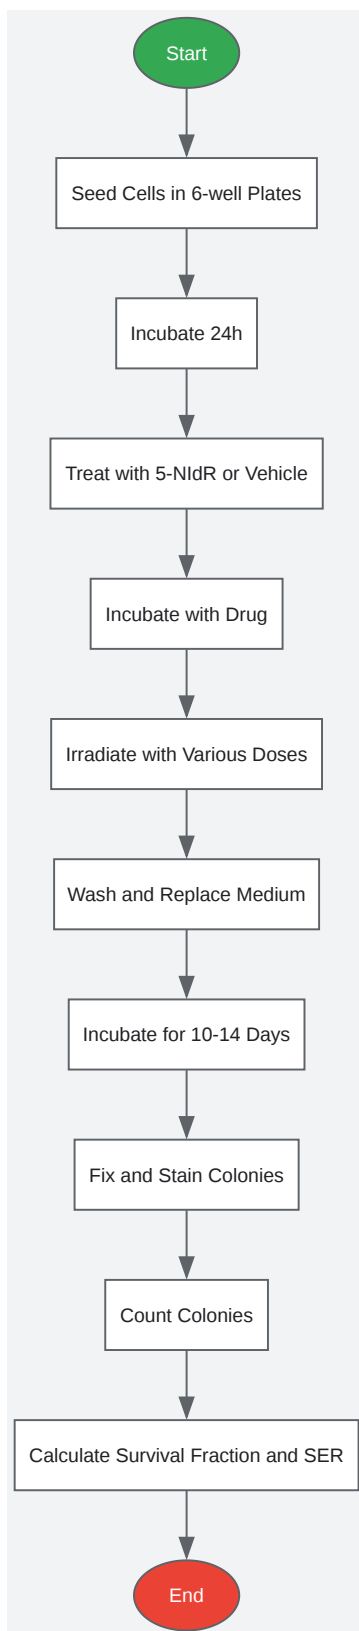 Start
Seed Cells in 6-well Plates
Incubate 24h
Treat with 5-NIdR or Vehicle
Incubate with Drug
Irradiate with Various Doses
Wash and Replace Medium
Incubate for 10-14 Days
Fix and Stain Colonies
Count Colonies
Calculate Survival Fraction and SER
End